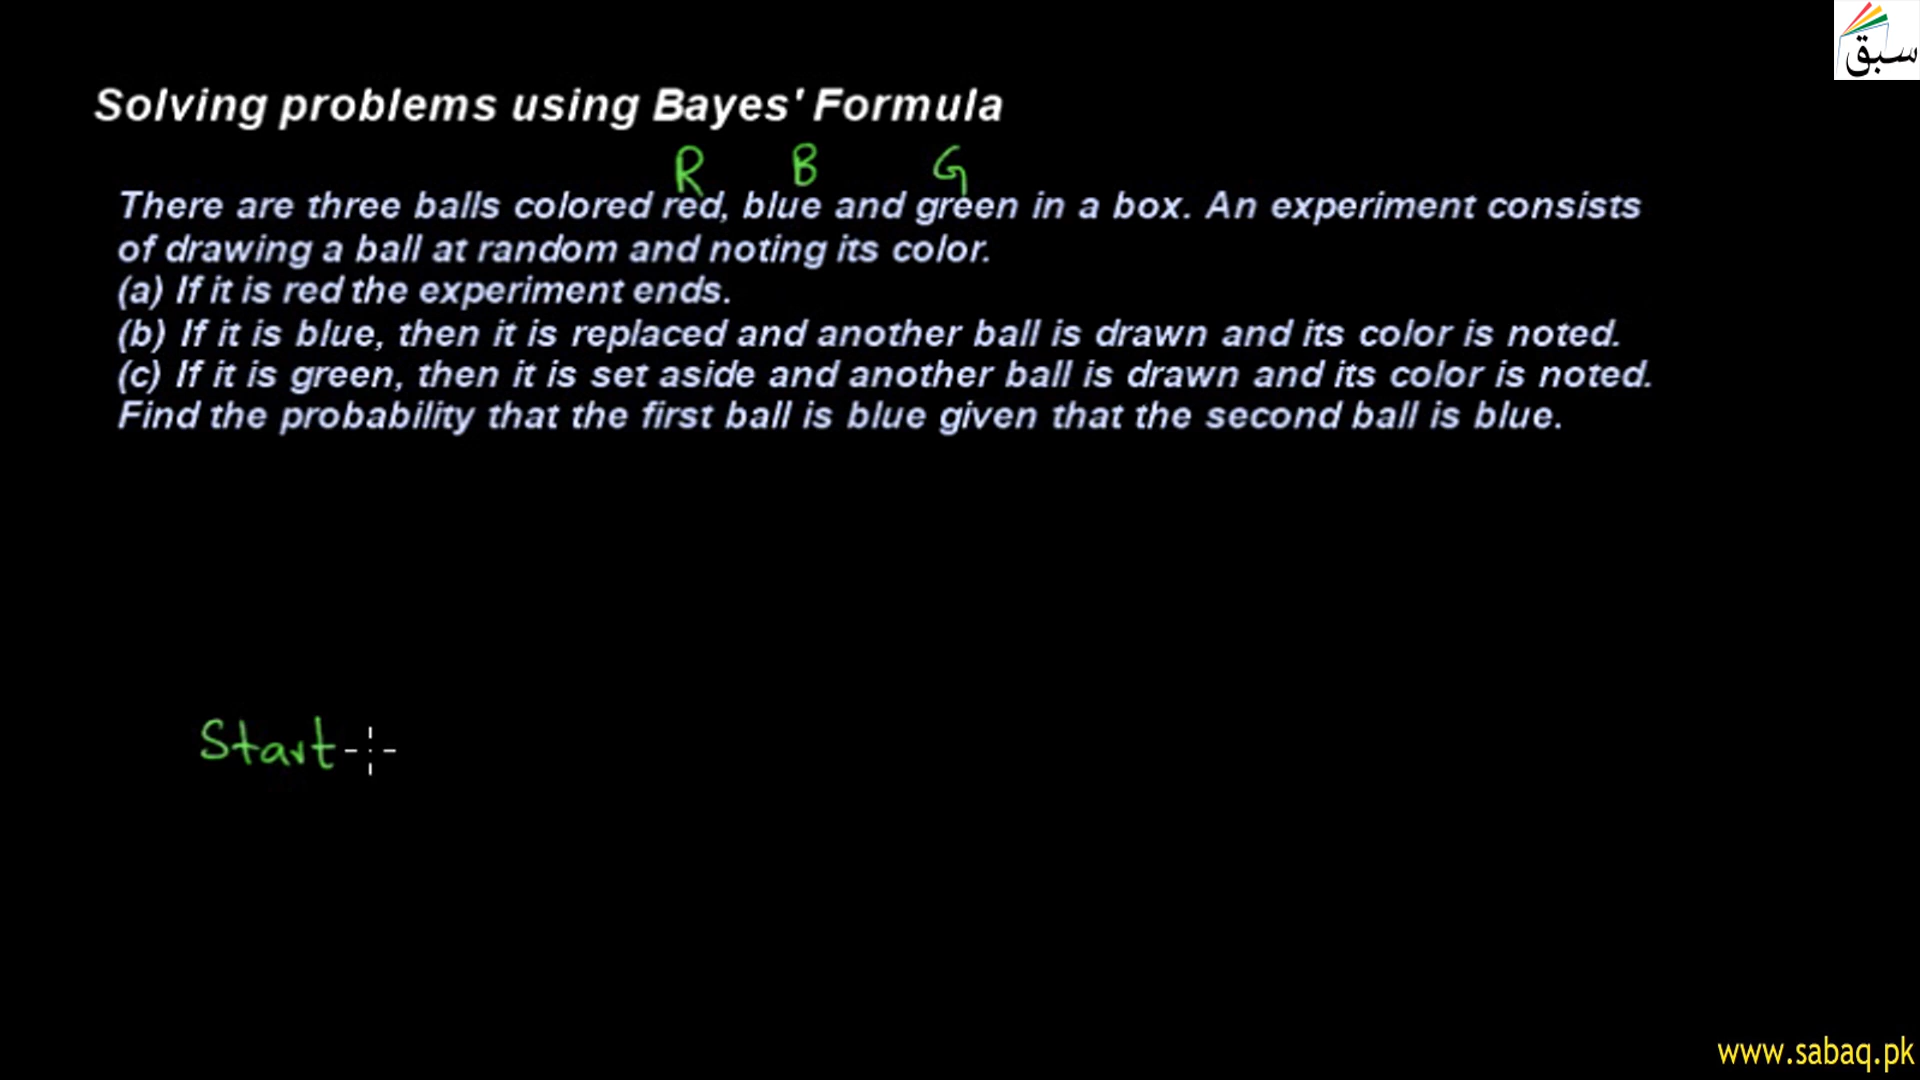 سبق
Solving problems using Bayes' Formula
R B G
There are three balls colored red, blue and green in a box. An experiment consists
of drawing a ball at random and noting its color.
(a) If it is red the experiment ends.
(b) If it is blue, then it is replaced and another ball is drawn and its color is noted.
(c) If it is green, then it is set aside and another ball is drawn and its color is noted.
Find the probability that the first ball is blue given that the second ball is blue.
Start
www.sabaq.pk